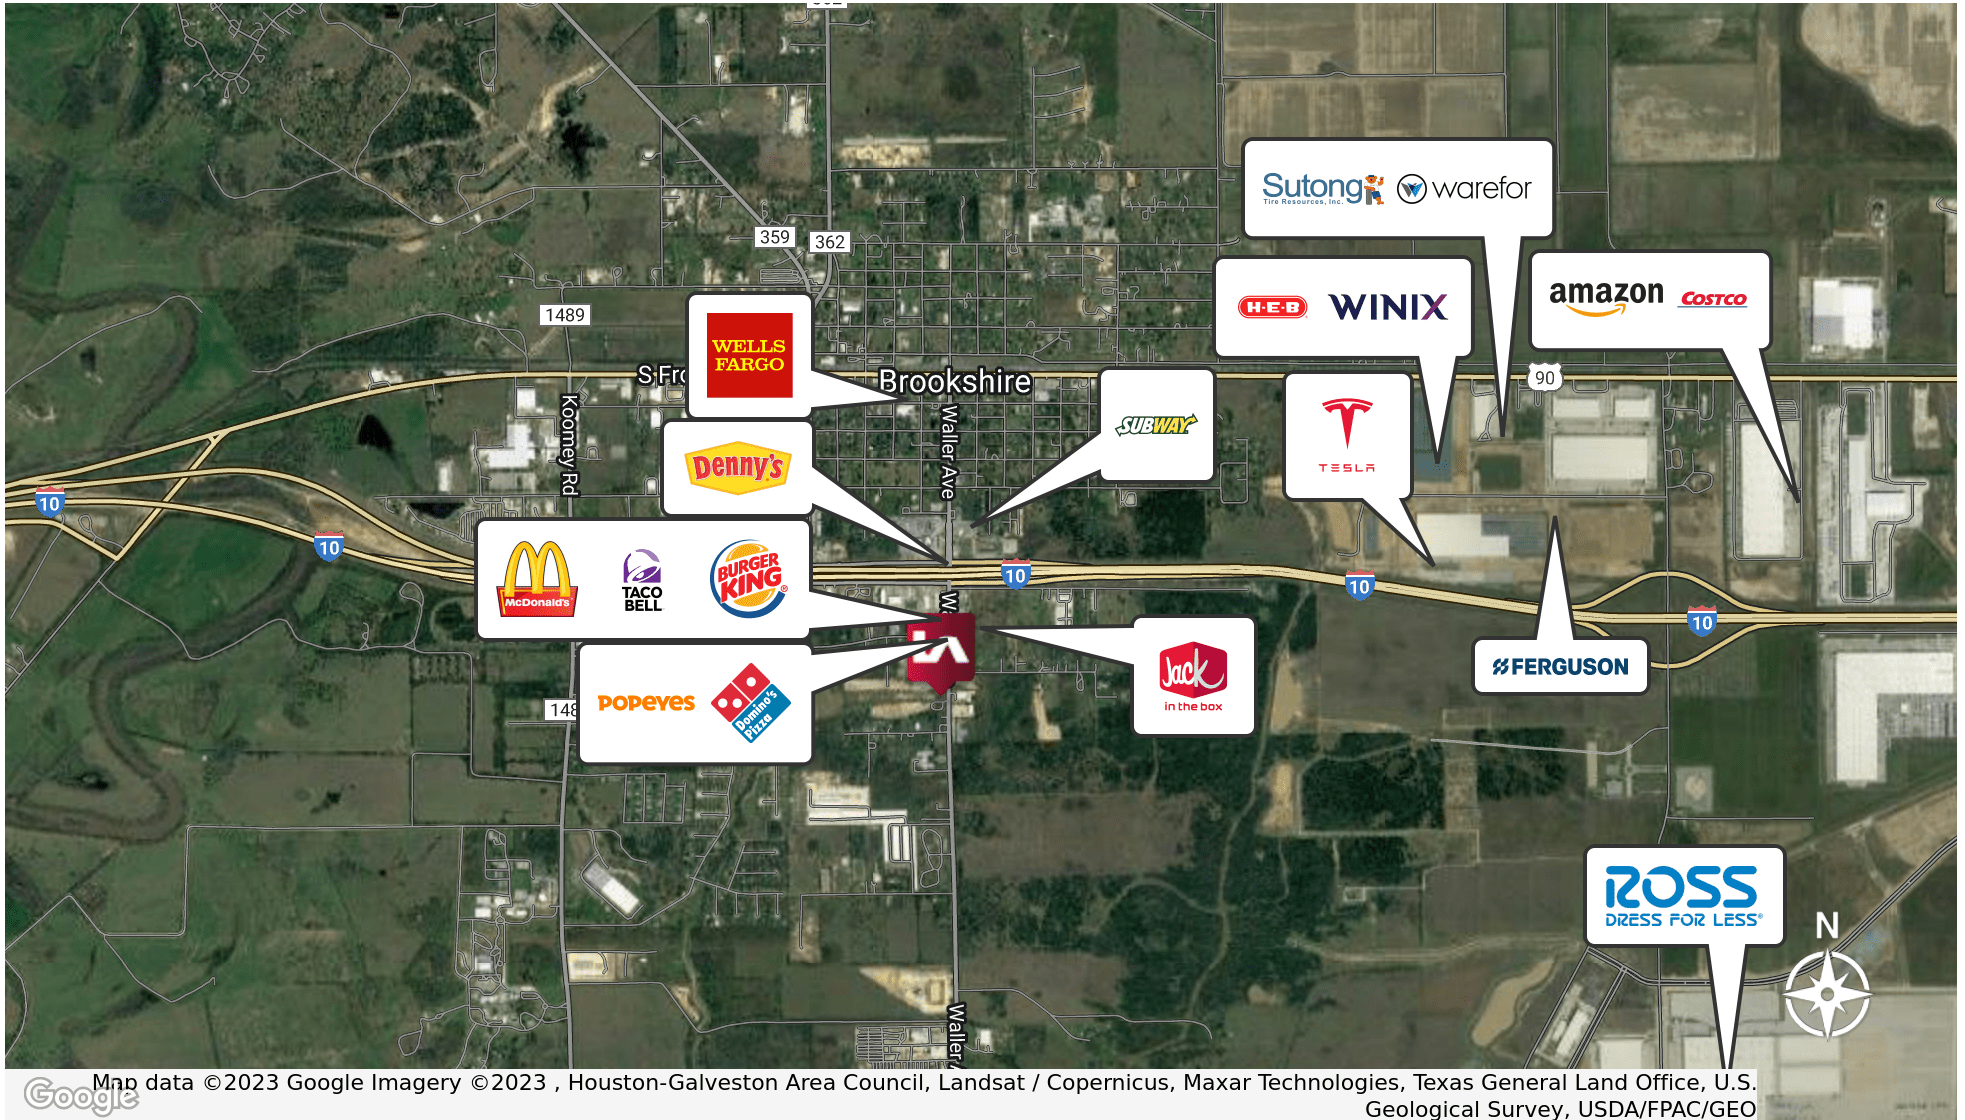 359
362
Sutong
Tire Resources, Inc.
warefor
H-E-B
WINIX
amazon
COSTCO
1489
WELLS
FARGO
S Fro
Brookshire
90
Koomey Rd
Waller Ave
SUBWAY
TESLA
Denny's
10
10
10
10
10
McDonald's
TACO
BELL
BURGER
KING
Wa
LA
Jack
in the box
FERGUSON
148
POPEYES
Domino's
Pizza
ROSS
DRESS FOR LESS
N
Waller
Google
Map data ©2023 Google Imagery ©2023 , Houston-Galveston Area Council, Landsat / Copernicus, Maxar Technologies, Texas General Land Office, U.S.
Geological Survey, USDA/FPAC/GEO